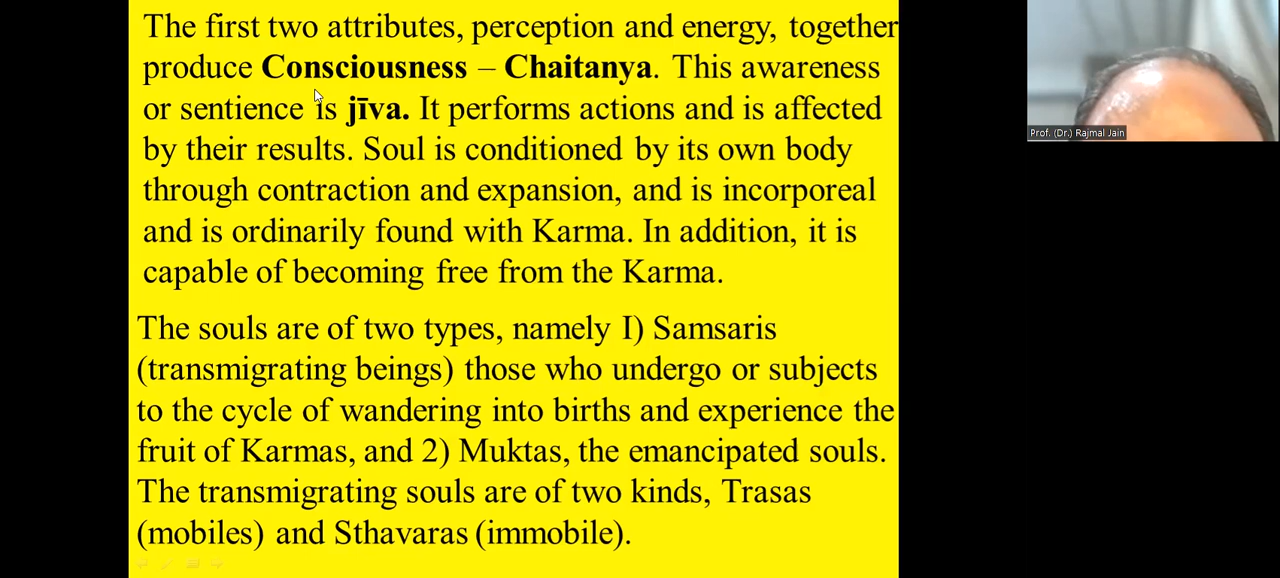 The first two attributes, perception and energy, together
produce Consciousness – Chaitanya. This awareness
or sentience is jīva. It performs actions and is affected
by their results. Soul is conditioned by its own body
through contraction and expansion, and is incorporeal
and is ordinarily found with Karma. In addition, it is
capable of becoming free from the Karma.
The souls are of two types, namely I) Samsaris
(transmigrating beings) those who undergo or subjects
to the cycle of wandering into births and experience the
fruit of Karmas, and 2) Muktas, the emancipated souls.
The transmigrating souls are of two kinds, Trasas
(mobiles) and Sthavaras (immobile).
Prof. (Dr.) Rajmal Jain